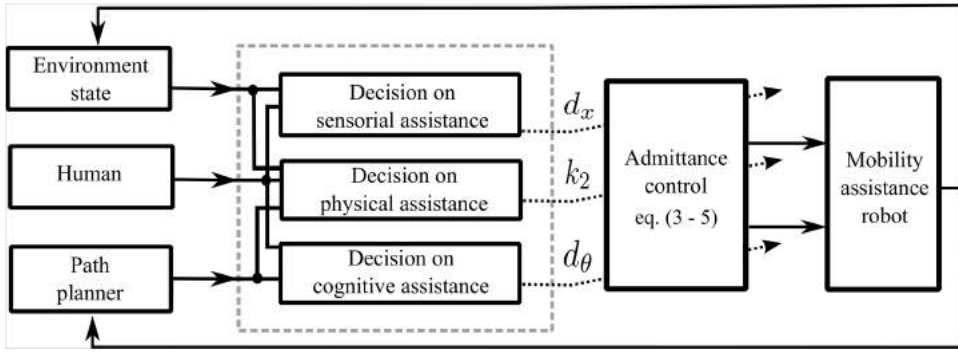 Environment
state
Human
Path
planner
Decision on
sensorial assistance
Decision on
physical assistance
Decision on
cognitive assistance
d_x
k_2
d_θ
Admittance
control
eq. (3 - 5)
Mobility
assistance
robot